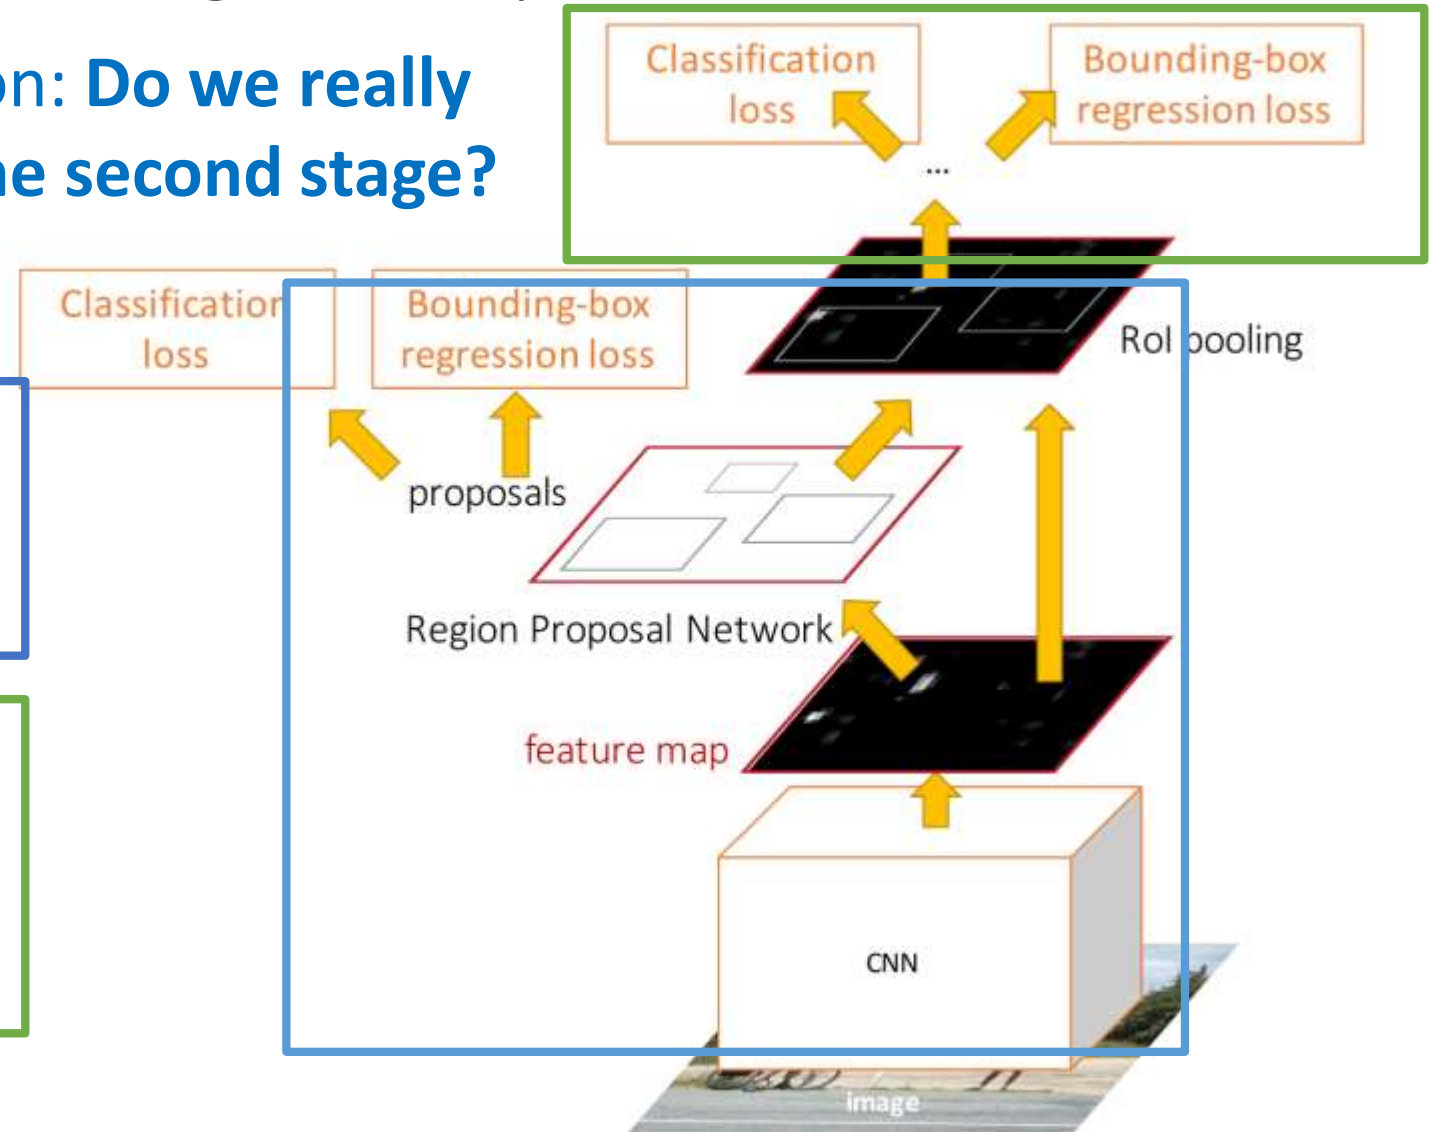 on: Do we really
he second stage?
Classification
loss
Bounding-box
regression loss
...
Classification
loss
Bounding-box
regression loss
RoI pooling
proposals
Region Proposal Network
feature map
CNN
image